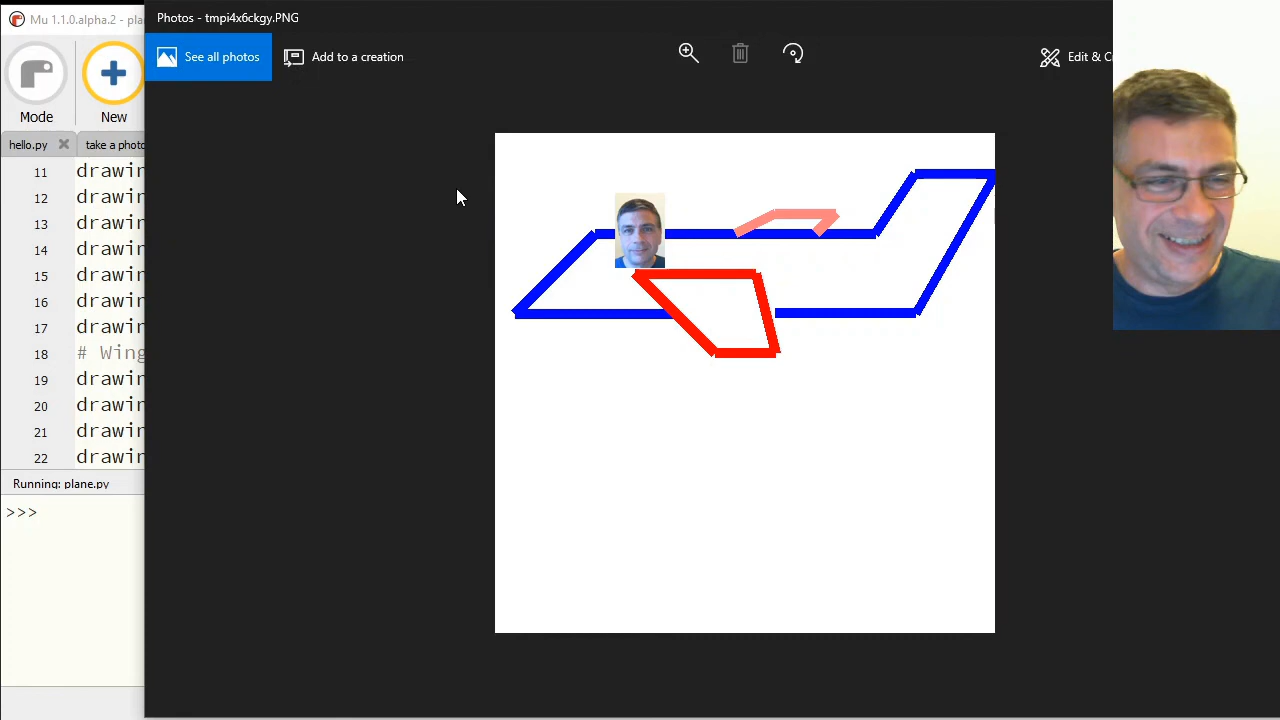 Mu 1.1.0.alpha.2 - plan
Photos - tmpi4x6ckgy.PNG
See all photos
Add to a creation
Edit & C
Mode
New
hello.py
take a photo
11 drawin
12 drawin
13 drawin
14 drawin
15 drawin
16 drawin
17 drawin
18 # Wing
19 drawin
20 drawin
21 drawin
22 drawin
Running: plane.py
>>>